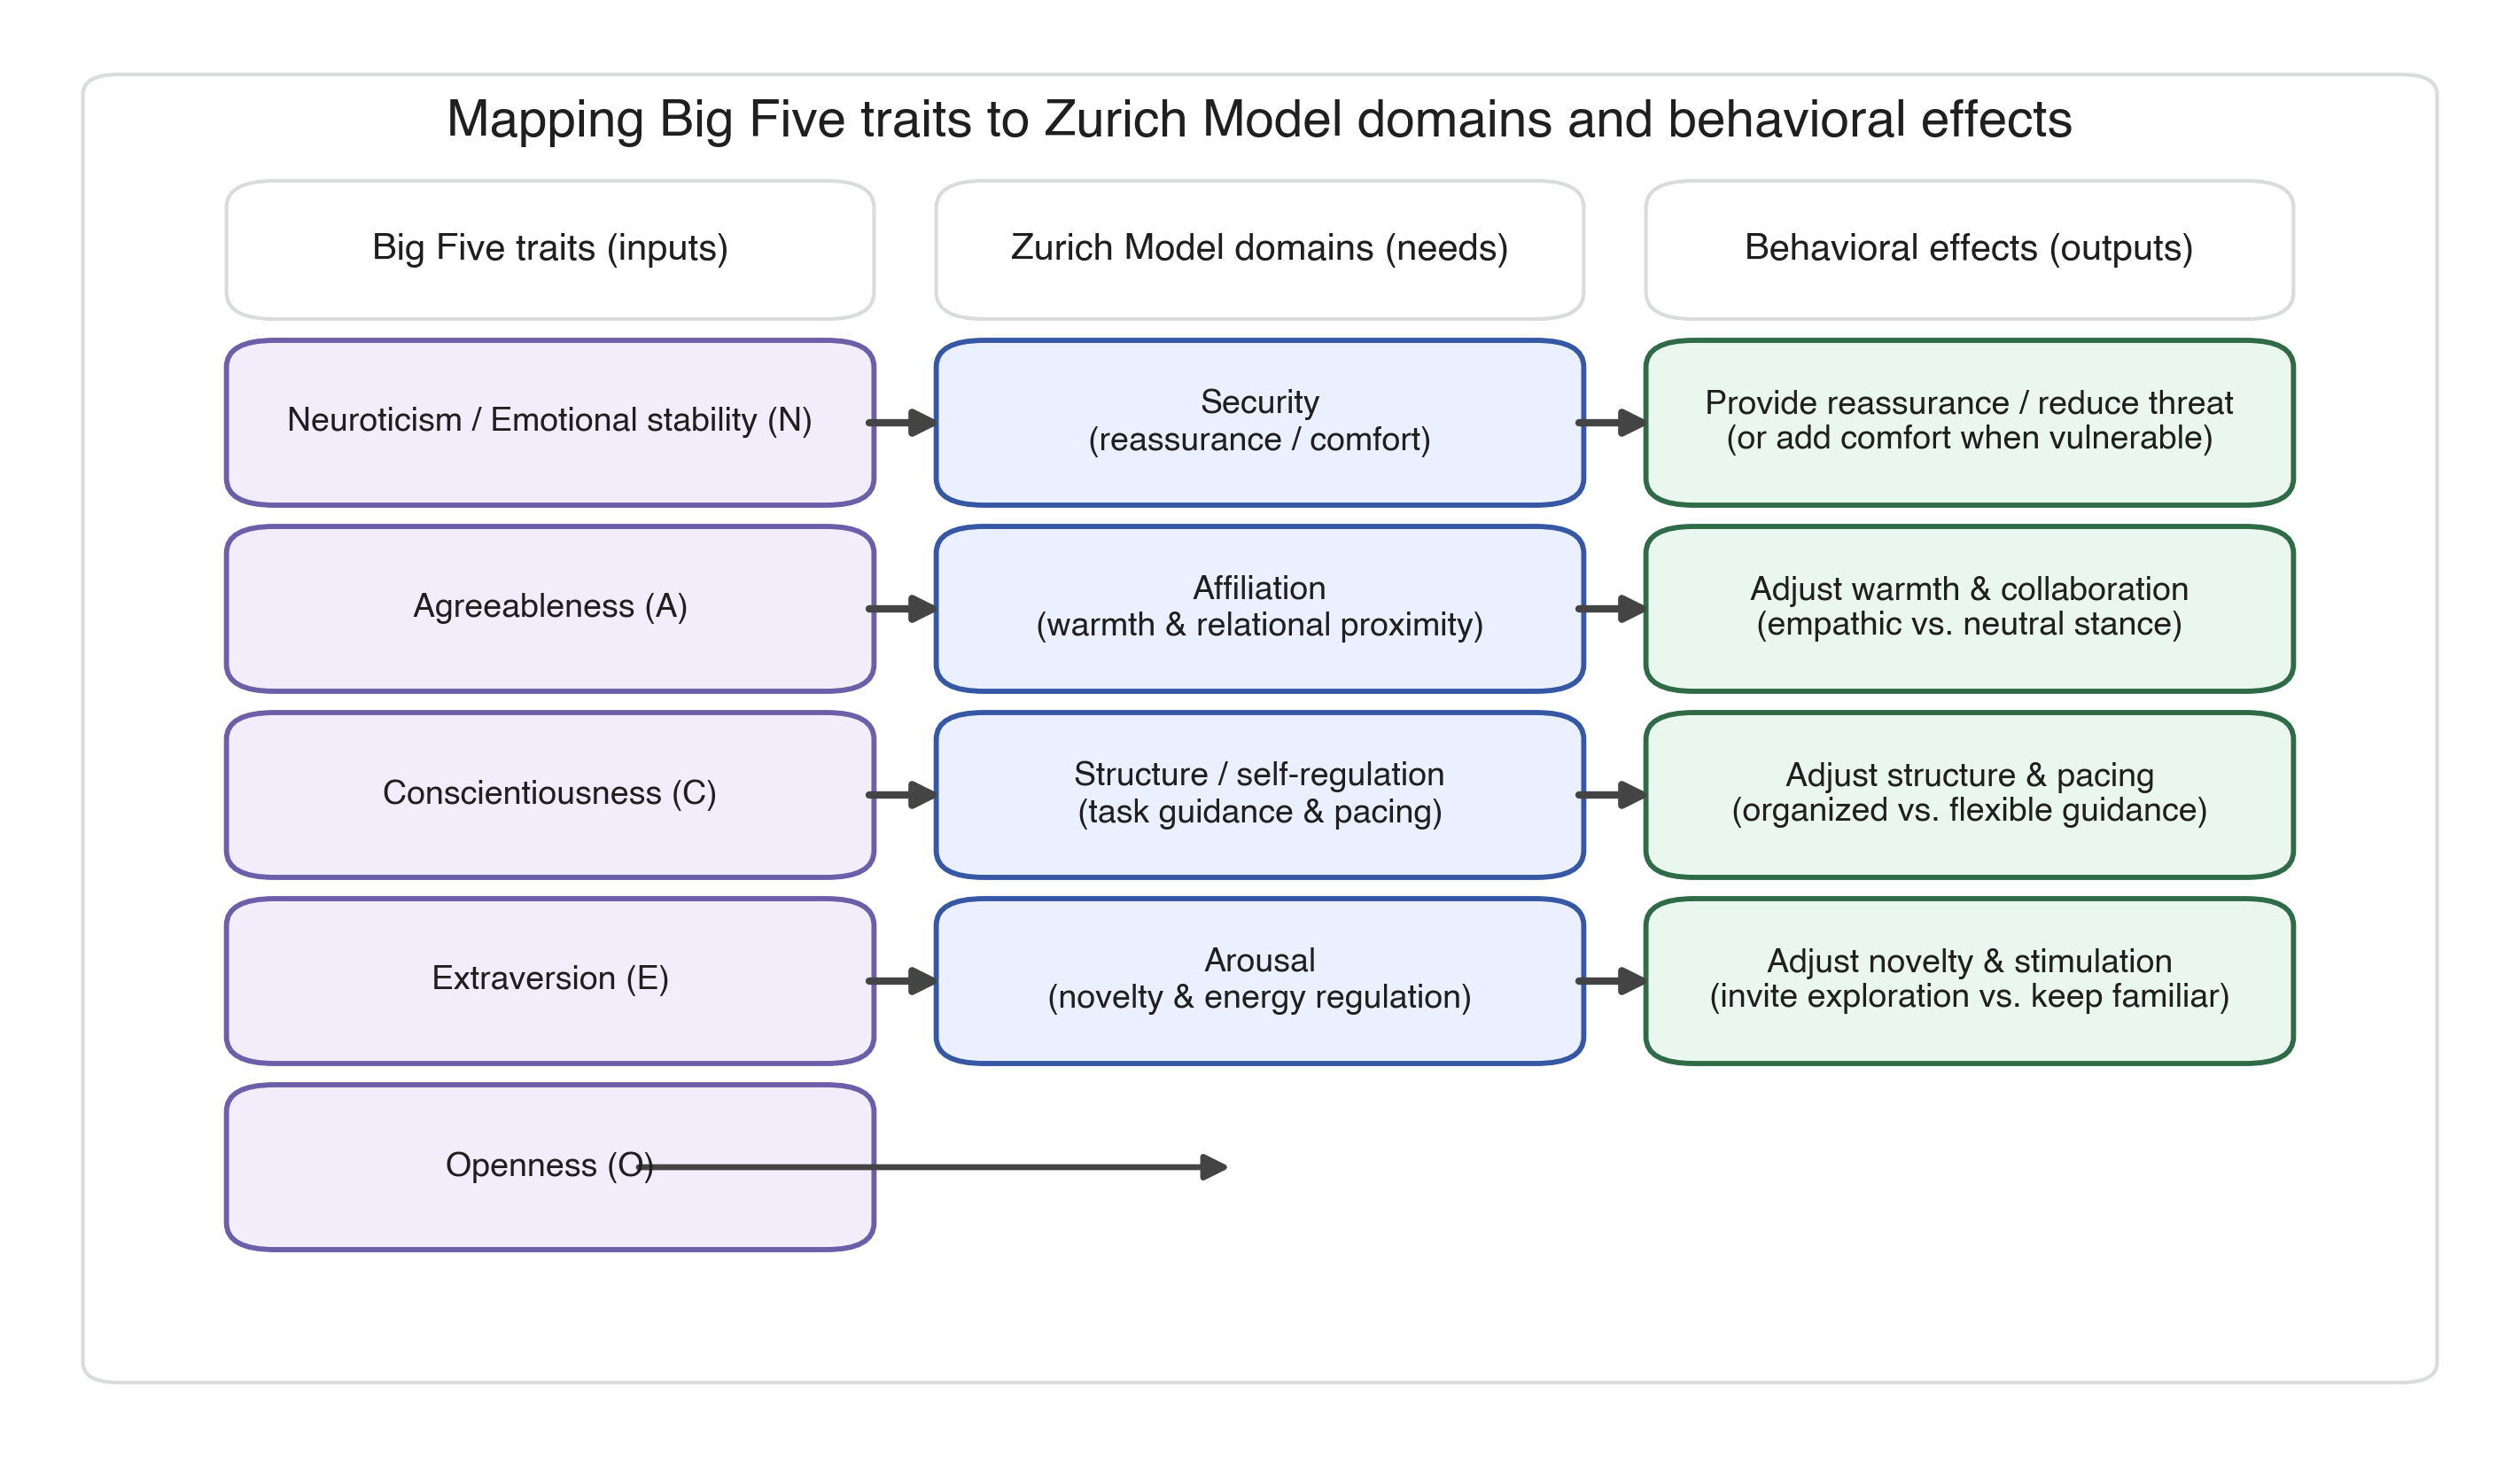 Mapping Big Five traits to Zurich Model domains and behavioral effects
Big Five traits (inputs)
Zurich Model domains (needs)
Behavioral effects (outputs)
Neuroticism / Emotional stability (N)
Security
(reassurance / comfort)
Provide reassurance / reduce threat
(or add comfort when vulnerable)
Agreeableness (A)
Affiliation
(warmth & relational proximity)
Adjust warmth & collaboration
(empathic vs. neutral stance)
Conscientiousness (C)
Structure / self-regulation
(task guidance & pacing)
Adjust structure & pacing
(organized vs. flexible guidance)
Extraversion (E)
Arousal
(novelty & energy regulation)
Adjust novelty & stimulation
(invite exploration vs. keep familiar)
Openness (O)